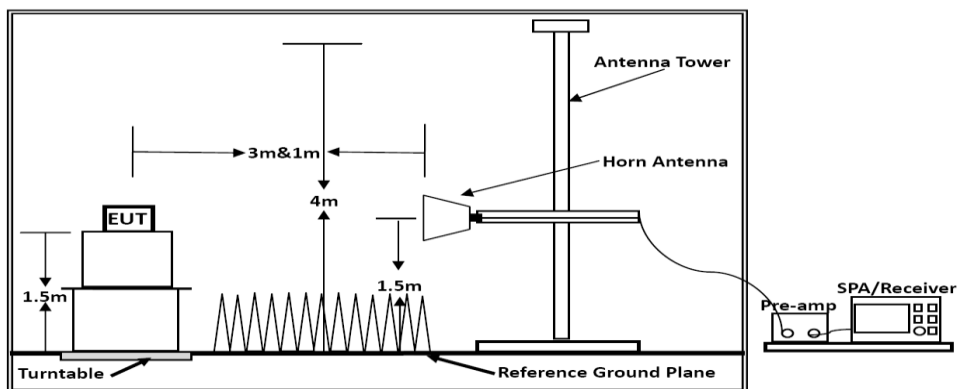 Antenna Tower
3m&1m
Horn Antenna
4m
EUT
1.5m
1.5m
SPA/Receiver
Pre-amp
Turntable
Reference Ground Plane